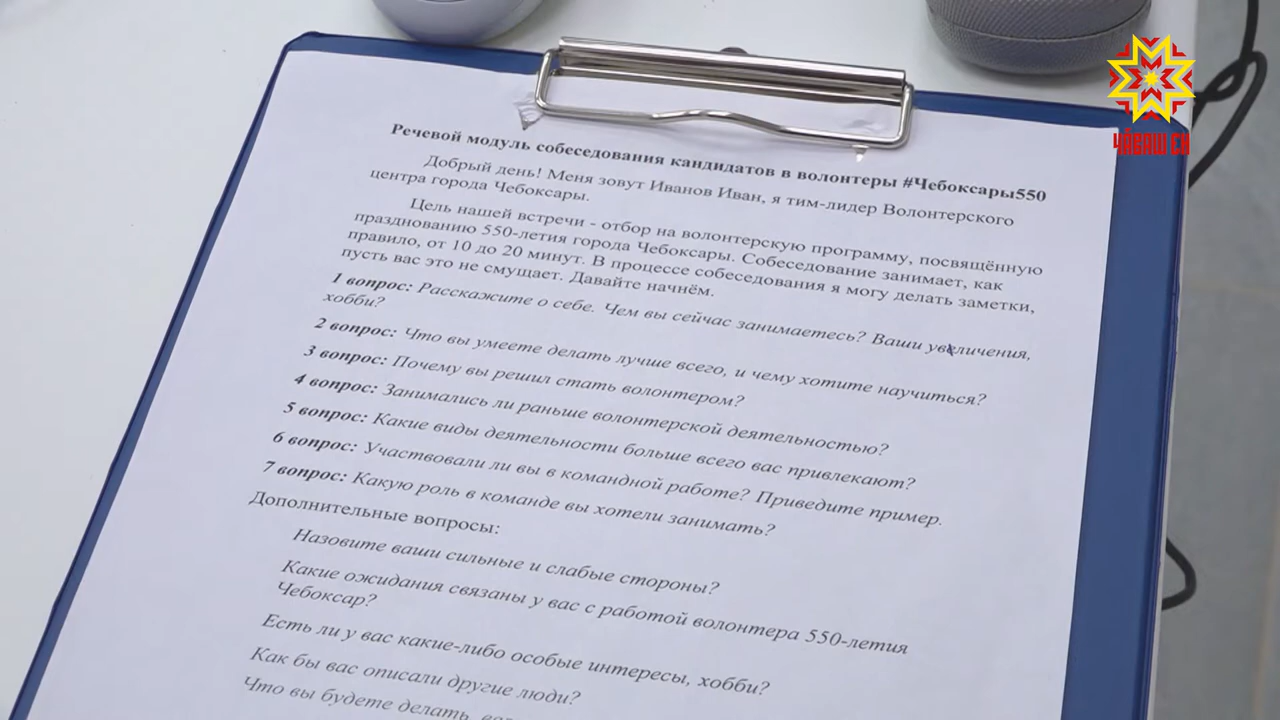 Речевой модуль собеседования кандидатов в волонтеры #Чебоксары550
Добрый день! Меня зовут Иванов Иван, я тим-лидер Волонтерского
центра города Чебоксары.
Цель нашей встречи - отбор на волонтерскую программу, посвящённую
празднованию 550-летия города Чебоксары. Собеседование занимает, как
правило, от 10 до 20 минут. В процессе собеседования я могу делать заметки,
пусть вас это не смущает. Давайте начнём.
1 вопрос: Расскажите о себе. Чем вы сейчас занимаетесь? Ваши увеличения,
хобби?
2 вопрос: Что вы умеете делать лучше всего, и чему хотите научиться?
3 вопрос: Почему вы решил стать волонтером?
4 вопрос: Занимались ли раньше волонтерской деятельностью?
5 вопрос: Какие виды деятельности больше всего вас привлекают?
6 вопрос: Участвовали ли вы в командной работе? Приведите пример.
7 вопрос: Какую роль в команде вы хотели занимать?
Дополнительные вопросы:
Назовите ваши сильные и слабые стороны?
Какие ожидания связаны у вас с работой волонтера 550-летия
Чебоксар?
Есть ли у вас какие-либо особые интересы, хобби?
Как бы вас описали другие люди?
Что вы будете делать,
ЧӐВАШ ЕН